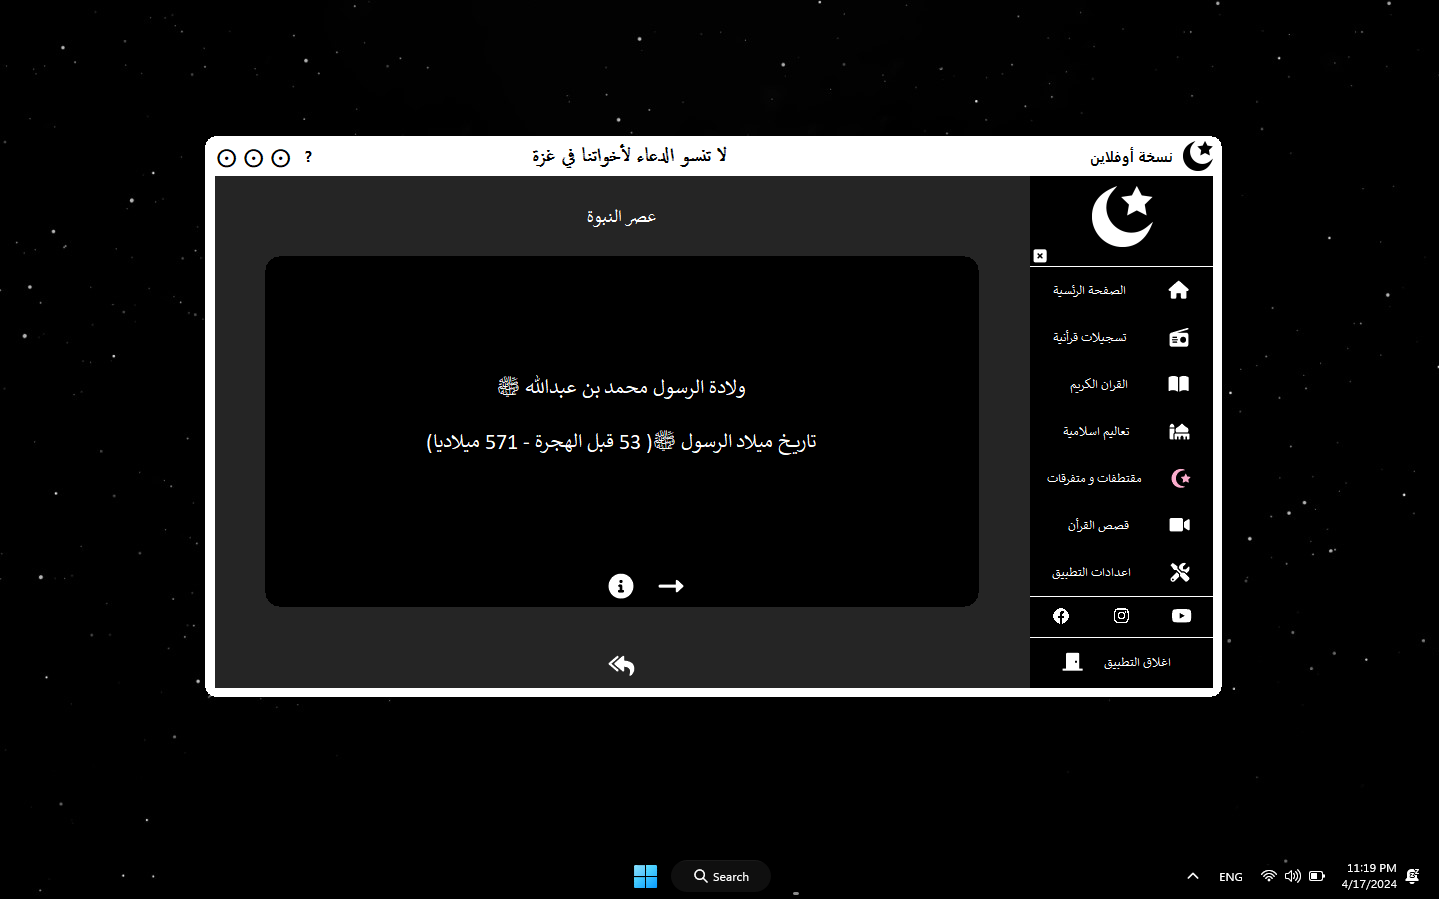 نسخة أوفلاين
لا تنسو الدعاء لأخواتنا في غزة
?
عصر النبوة
ولادة الرسول محمد بن عبدالله ﷺ
تاريخ ميلاد الرسول ﷺ( 53 قبل الهجرة - 571 ميلاديا)
الصفحة الرئسية
تسجيلات قرأنية
القران الكريم
تعاليم اسلامية
مقتطفات و متفرقات
قصص القرأن
اعدادات التطبيق
اغلاق التطبيق
Search
ENG
11:19 PM
4/17/2024